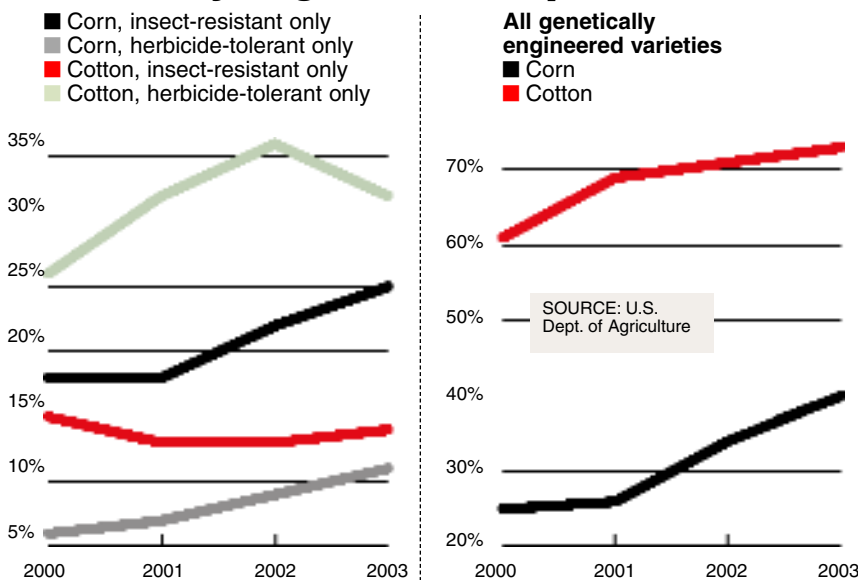 Corn, insect-resistant only
Corn, herbicide-tolerant only
Cotton, insect-resistant only
Cotton, herbicide-tolerant only
35%
30%
25%
20%
15%
10%
5%
2000 2001 2002 2003
All genetically
engineered varieties
Corn
Cotton
70%
60%
50%
40%
30%
20%
SOURCE: U.S.
Dept. of Agriculture
2000 2001 2002 2003